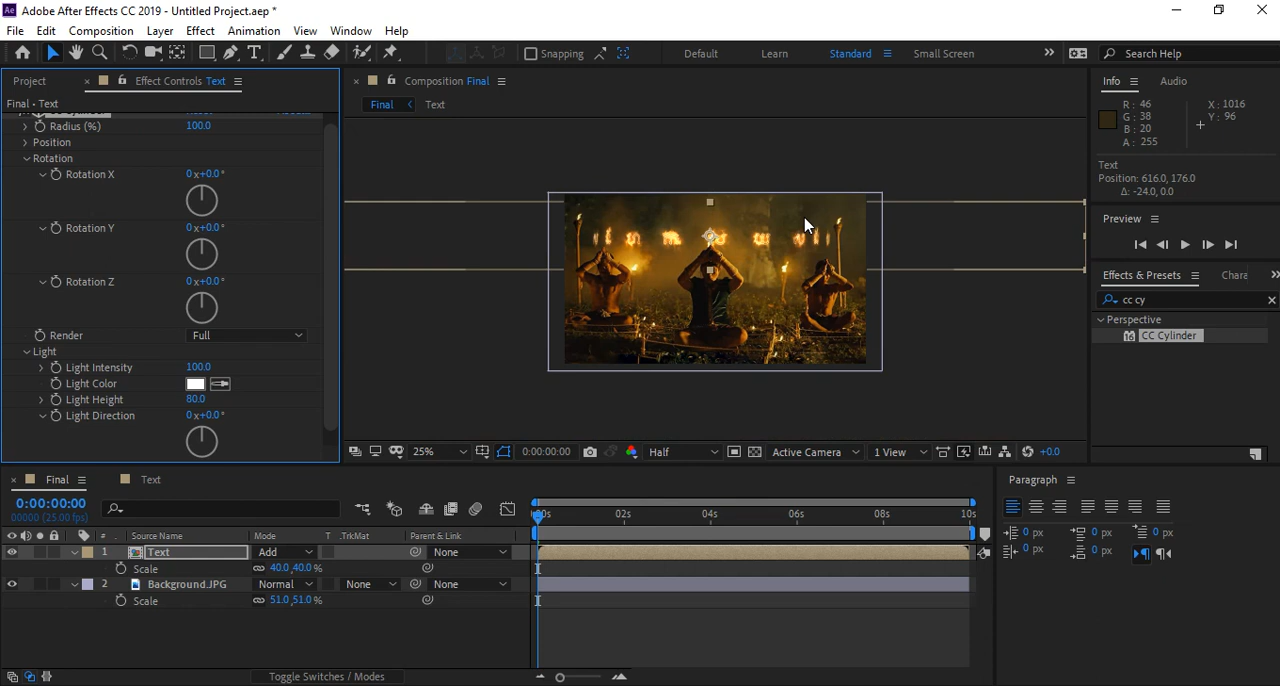 Adobe After Effects CC 2019 - Untitled Project.aep *
File Edit Composition Layer Effect Animation View Window Help
Snapping Default Learn Standard Small Screen Search Help
Project Effect Controls Text Composition Final Info Audio
Final - Text
Final Text
Radius (%) 100.0
Position
Rotation
Rotation X 0 x+0.0°
Rotation Y 0 x+0.0°
Rotation Z 0 x+0.0°
Render Full
Light
Light Intensity 100.0
Light Color
Light Height 80.0
Light Direction 0 x+0.0°
R: 46 X: 1016
G: 38 Y: 96
B: 20
A: 255
Text
Position: 616.0, 176.0
Δ: -24.0, 0.0
Preview
Effects & Presets Chara
cc cy
Perspective
CC Cylinder
25% 0:00:00:00 Half Active Camera 1 View +0.0
Final Text
0:00:00:00
00000 (25.00 fps)
:00s 02s 04s 06s 08s 10s
# Source Name Mode T .TrkMat Parent & Link
1 Text Add None
Scale 40.0,40.0 %
2 Background.JPG Normal None None
Scale 51.0,51.0 %
Toggle Switches / Modes
Paragraph
0 px 0 px 0 px
0 px 0 px